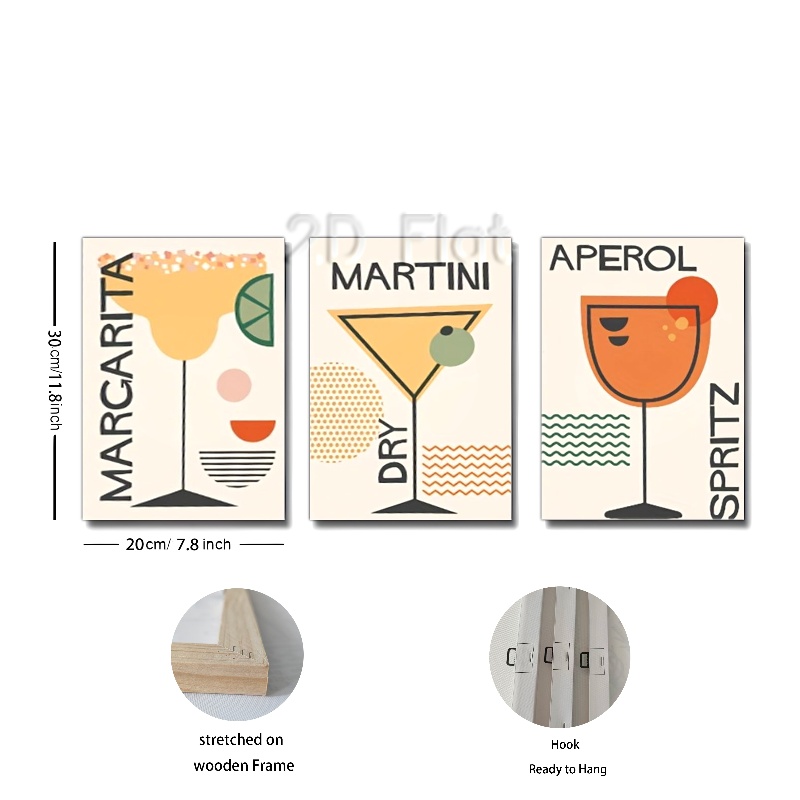 2D Flat
MARGARITA
MARTINI
DRY
APEROL
SPRITZ
30cm/11.8inch
20cm/ 7.8 inch
stretched on
wooden Frame
Hook
Ready to Hang